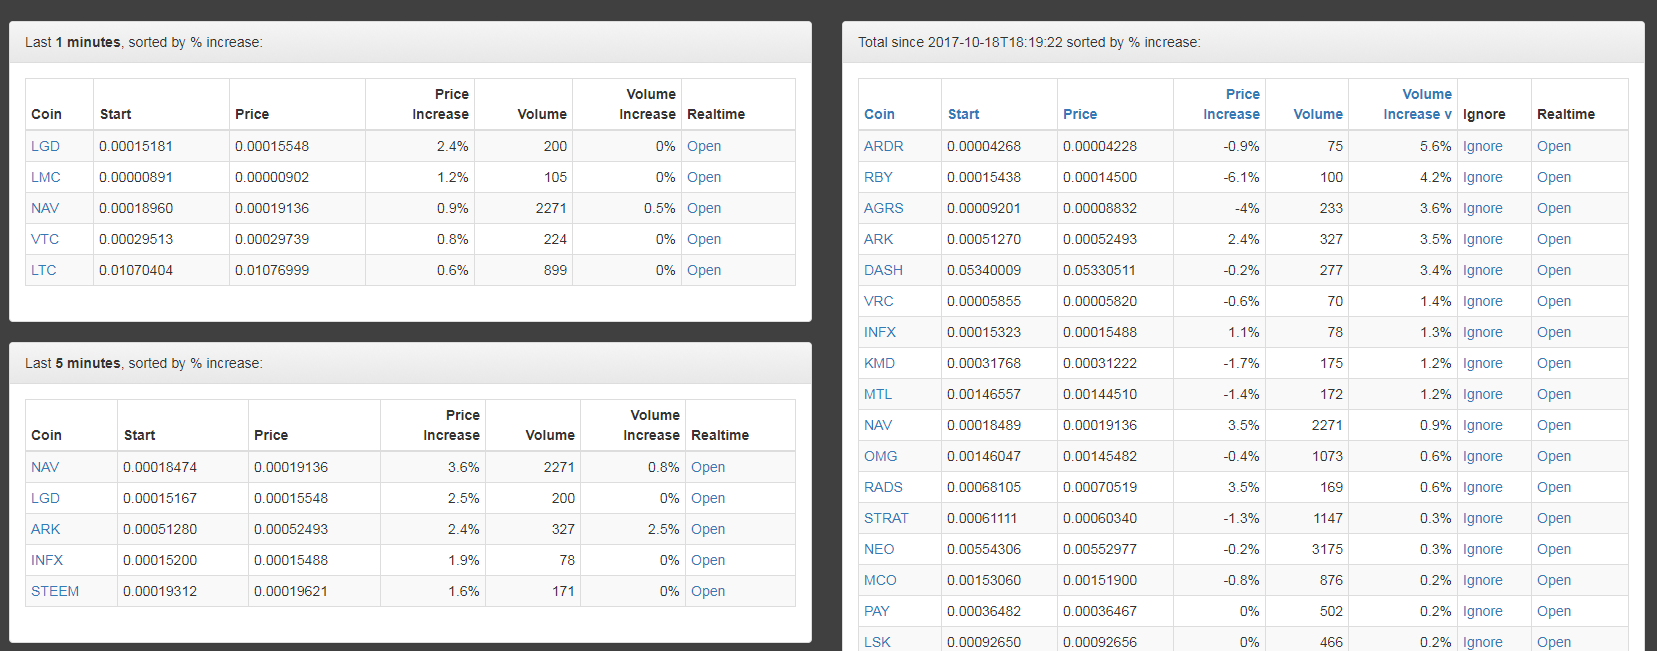 Last 1 minutes, sorted by % increase:
Coin Start Price Price Increase Volume Volume Increase Realtime
LGD 0.00015181 0.00015548 2.4% 200 0% Open
LMC 0.00000891 0.00000902 1.2% 105 0% Open
NAV 0.00018960 0.00019136 0.9% 2271 0.5% Open
VTC 0.00029513 0.00029739 0.8% 224 0% Open
LTC 0.01070404 0.01076999 0.6% 899 0% Open
Last 5 minutes, sorted by % increase:
Coin Start Price Price Increase Volume Volume Increase Realtime
NAV 0.00018474 0.00019136 3.6% 2271 0.8% Open
LGD 0.00015167 0.00015548 2.5% 200 0% Open
ARK 0.00051280 0.00052493 2.4% 327 2.5% Open
INFX 0.00015200 0.00015488 1.9% 78 0% Open
STEEM 0.00019312 0.00019621 1.6% 171 0% Open
Total since 2017-10-18T18:19:22 sorted by % increase:
Coin Start Price Price Increase Volume Volume Increase v Ignore Realtime
ARDR 0.00004268 0.00004228 -0.9% 75 5.6% Ignore Open
RBY 0.00015438 0.00014500 -6.1% 100 4.2% Ignore Open
AGRS 0.00009201 0.00008832 -4% 233 3.6% Ignore Open
ARK 0.00051270 0.00052493 2.4% 327 3.5% Ignore Open
DASH 0.05340009 0.05330511 -0.2% 277 3.4% Ignore Open
VRC 0.00005855 0.00005820 -0.6% 70 1.4% Ignore Open
INFX 0.00015323 0.00015488 1.1% 78 1.3% Ignore Open
KMD 0.00031768 0.00031222 -1.7% 175 1.2% Ignore Open
MTL 0.00146557 0.00144510 -1.4% 172 1.2% Ignore Open
NAV 0.00018489 0.00019136 3.5% 2271 0.9% Ignore Open
OMG 0.00146047 0.00145482 -0.4% 1073 0.6% Ignore Open
RADS 0.00068105 0.00070519 3.5% 169 0.6% Ignore Open
STRAT 0.00061111 0.00060340 -1.3% 1147 0.3% Ignore Open
NEO 0.00554306 0.00552977 -0.2% 3175 0.3% Ignore Open
MCO 0.00153060 0.00151900 -0.8% 876 0.2% Ignore Open
PAY 0.00036482 0.00036467 0% 502 0.2% Ignore Open
LSK 0.00092650 0.00092656 0% 466 0.2% Ignore Open